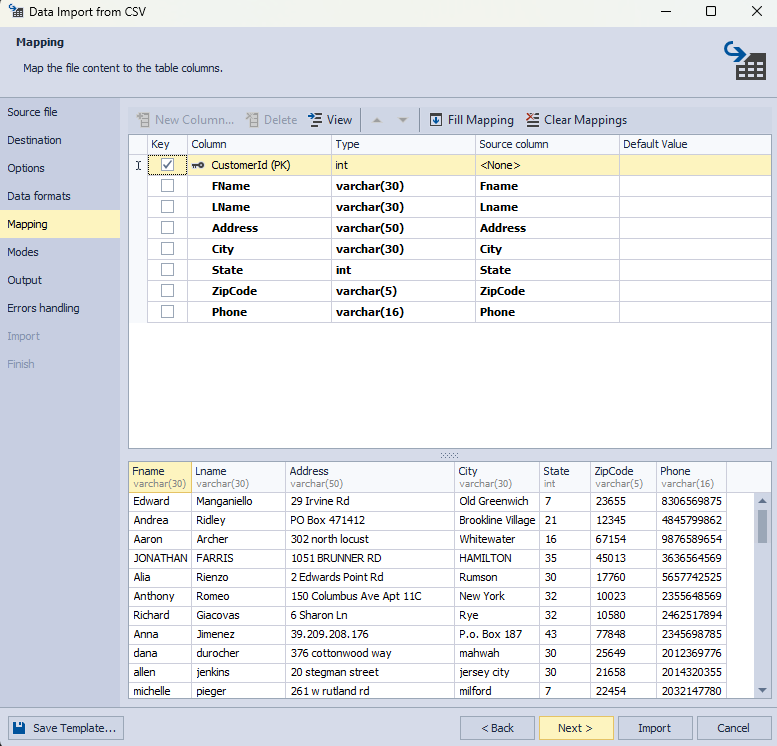 Data Import from CSV
Mapping
Map the file content to the table columns.
Source file
Destination
Options
Data formats
Mapping
Modes
Output
Errors handling
Import
Finish
New Column... Delete View Fill Mapping Clear Mappings
Key Column Type Source column Default Value
CustomerId (PK) int <None>
FName varchar(30) Fname
LName varchar(30) Lname
Address varchar(50) Address
City varchar(30) City
State int State
ZipCode varchar(5) ZipCode
Phone varchar(16) Phone
Fname Lname Address City State ZipCode Phone
varchar(30) varchar(30) varchar(50) varchar(30) int varchar(5) varchar(16)
Edward Manganiello 29 Irvine Rd Old Greenwich 7 23655 8306569875
Andrea Ridley PO Box 471412 Brookline Village 21 12345 4845799862
Aaron Archer 302 north locust Whitewater 16 67154 9876589654
JONATHAN FARRIS 1051 BRUNNER RD HAMILTON 35 45013 3636564569
Alia Rienzo 2 Edwards Point Rd Rumson 30 17760 5657742525
Anthony Romeo 150 Columbus Ave Apt 11C New York 32 10023 2355648569
Richard Giacovas 6 Sharon Ln Rye 32 10580 2462517894
Anna Jimenez 39.209.208.176 P.o. Box 187 43 77848 2345698785
dana durocher 376 cottonwood way mahwah 30 25649 2012369776
allen jenkins 20 stegman street jersey city 30 21658 2014320355
michelle pieger 261 w rutland rd milford 7 22454 2032147780
Save Template... < Back Next > Import Cancel